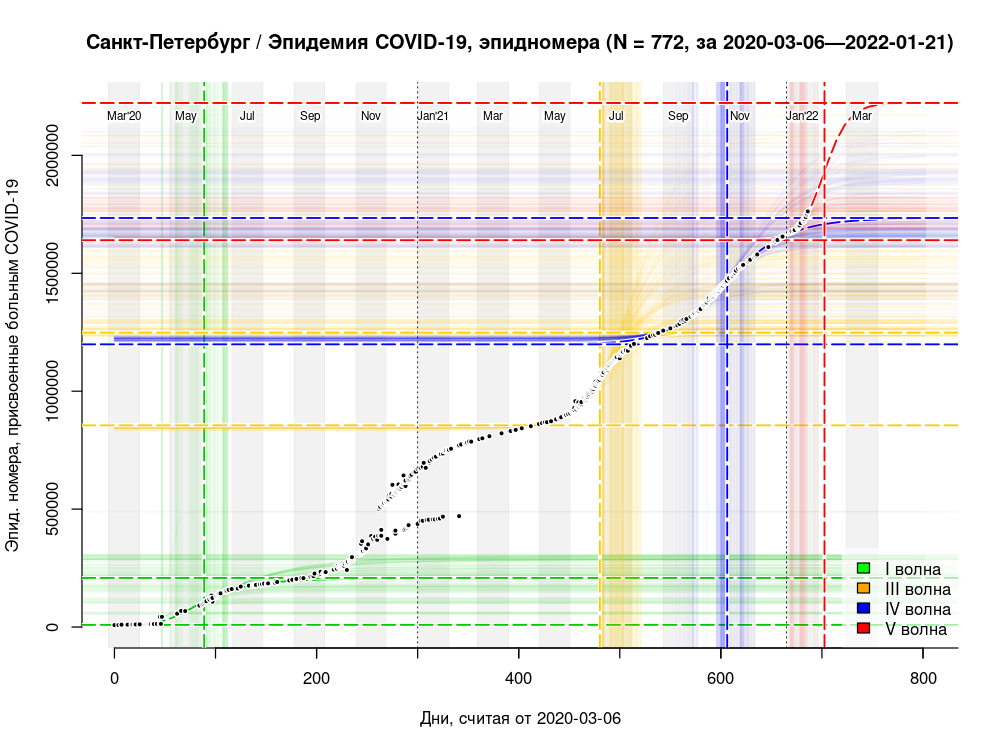 Санкт-Петербург / Эпидемия COVID-19, эпидномера (N = 772, за 2020-03-06—2022-01-21)
Mar'20 May Jul Sep Nov Jan'21 Mar May Jul Sep Nov Jan'22 Mar
Эпид. номера, присвоенные больным COVID-19
2000000
1500000
1000000
500000
0
I волна
III волна
IV волна
V волна
0 200 400 600 800
Дни, считая от 2020-03-06